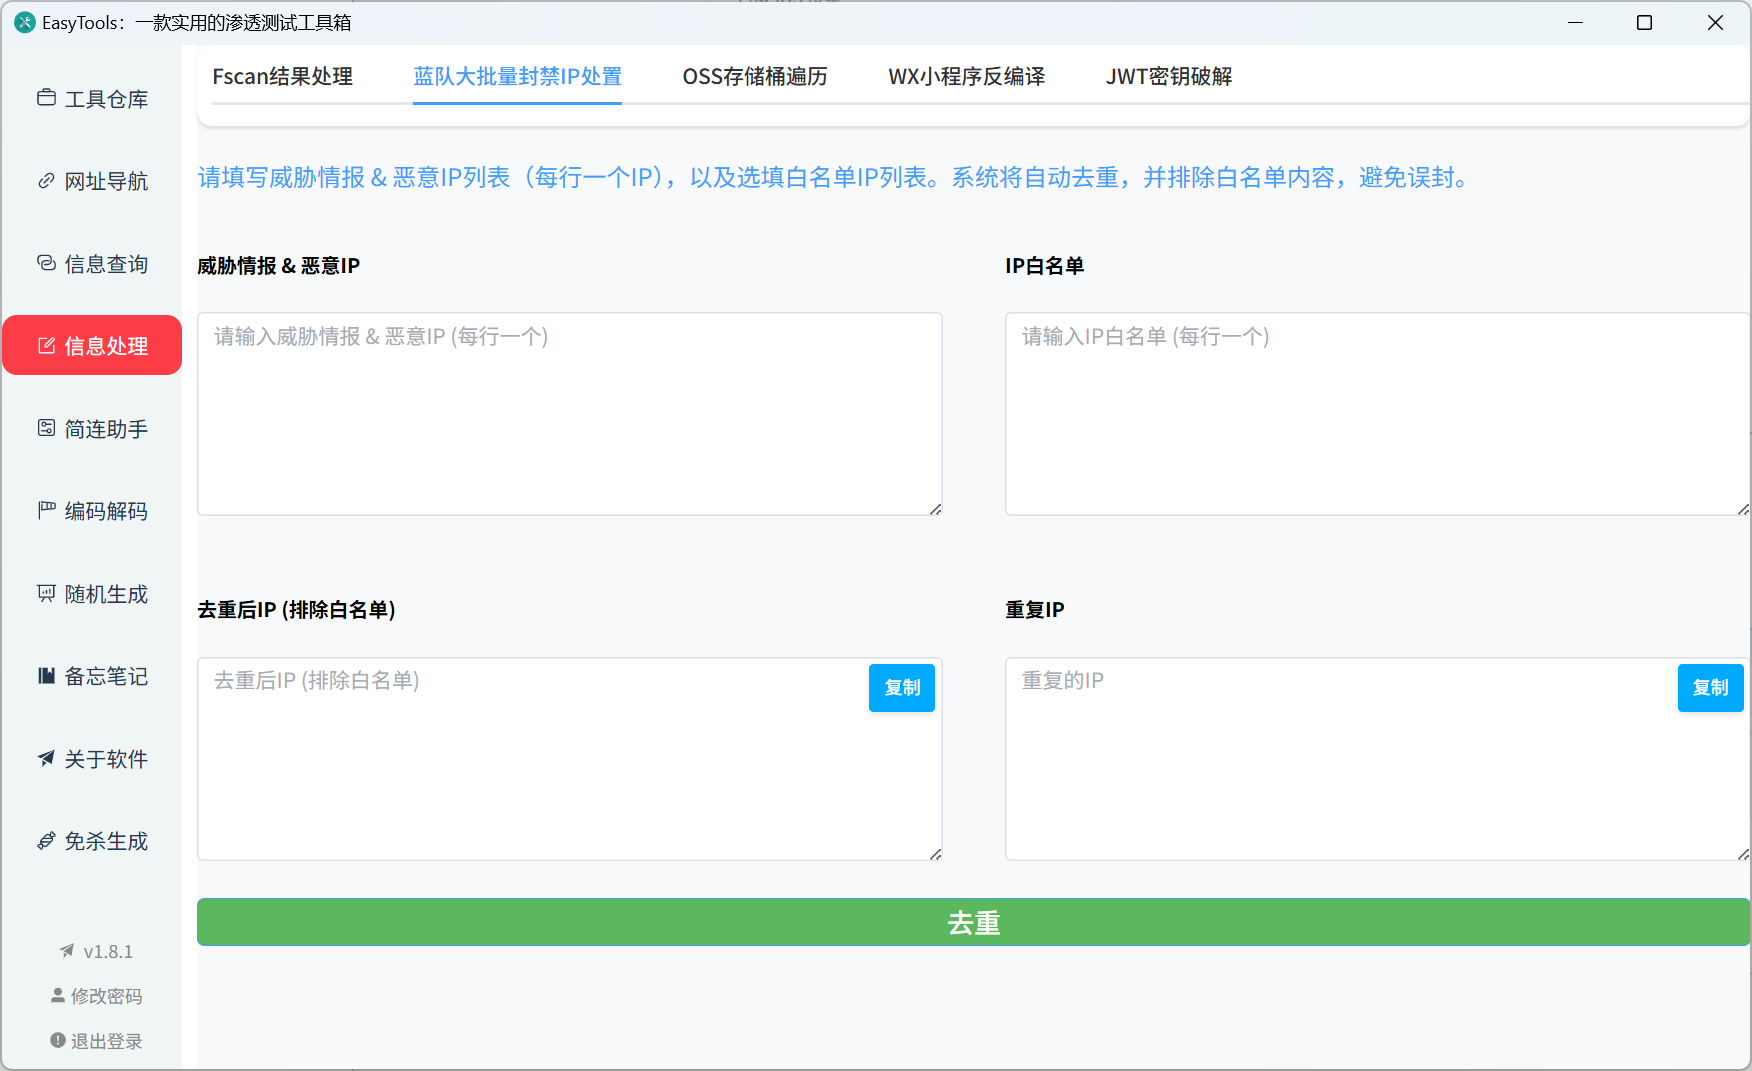 EasyTools：一款实用的渗透测试工具箱
工具仓库
网址导航
信息查询
信息处理
简连助手
编码解码
随机生成
备忘笔记
关于软件
免杀生成
v1.8.1
修改密码
退出登录
Fscan结果处理 蓝队大批量封禁IP处置 OSS存储桶遍历 WX小程序反编译 JWT密钥破解
请填写威胁情报 & 恶意IP列表（每行一个IP），以及选填白名单IP列表。系统将自动去重，并排除白名单内容，避免误封。
威胁情报 & 恶意IP
请输入威胁情报 & 恶意IP (每行一个)
IP白名单
请输入IP白名单 (每行一个)
去重后IP (排除白名单)
去重后IP (排除白名单)
复制
重复IP
重复的IP
复制
去重